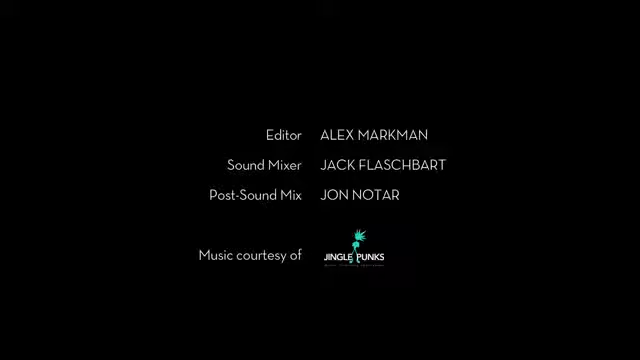 Editor ALEX MARKMAN
Sound Mixer JACK FLASCHBART
Post-Sound Mix JON NOTAR
Music courtesy of JINGLE PUNKS